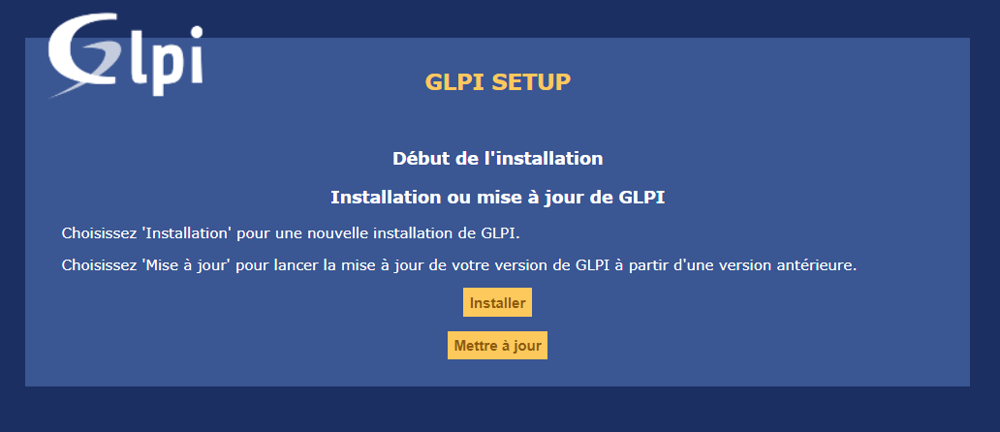 Glpi
GLPI SETUP
Début de l'installation
Installation ou mise à jour de GLPI
Choisissez 'Installation' pour une nouvelle installation de GLPI.
Choisissez 'Mise à jour' pour lancer la mise à jour de votre version de GLPI à partir d'une version antérieure.
Installer
Mettre à jour